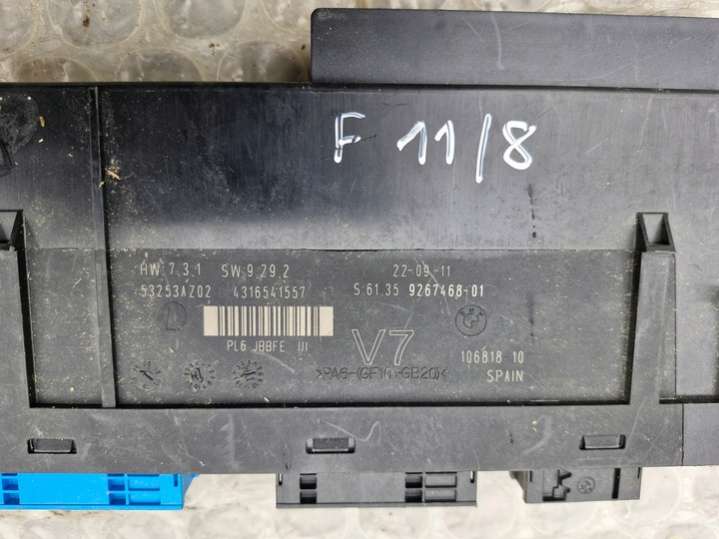 F 11/8
HW 7.3.1 SW 9.29.2 22-09-11
53253AZ02 4316541557 S 61.35 9267468-01
PL6 JBBFE III V7 106818 10
>PA6-(GF10+GB20)< SPAIN